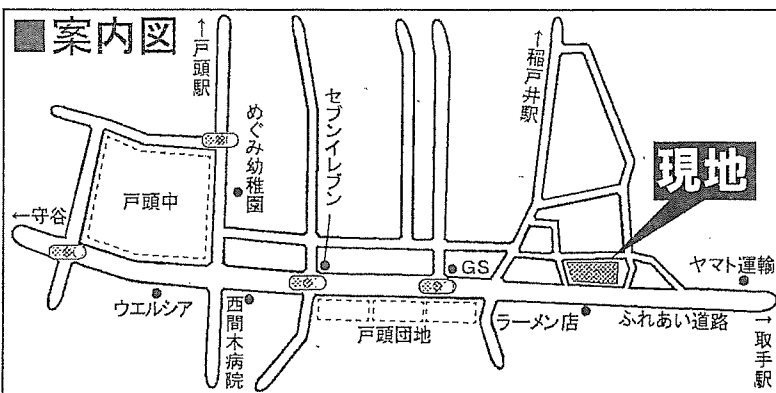 ■案内図
←戸頭駅
めぐみ幼稚園
セブンイレブン
←稲戸井駅
現地
戸頭中
←守谷
GS
ヤマト運輸
ウエルシア
西間木病院
戸頭団地
ラーメン店
ふれあい道路
→取手駅